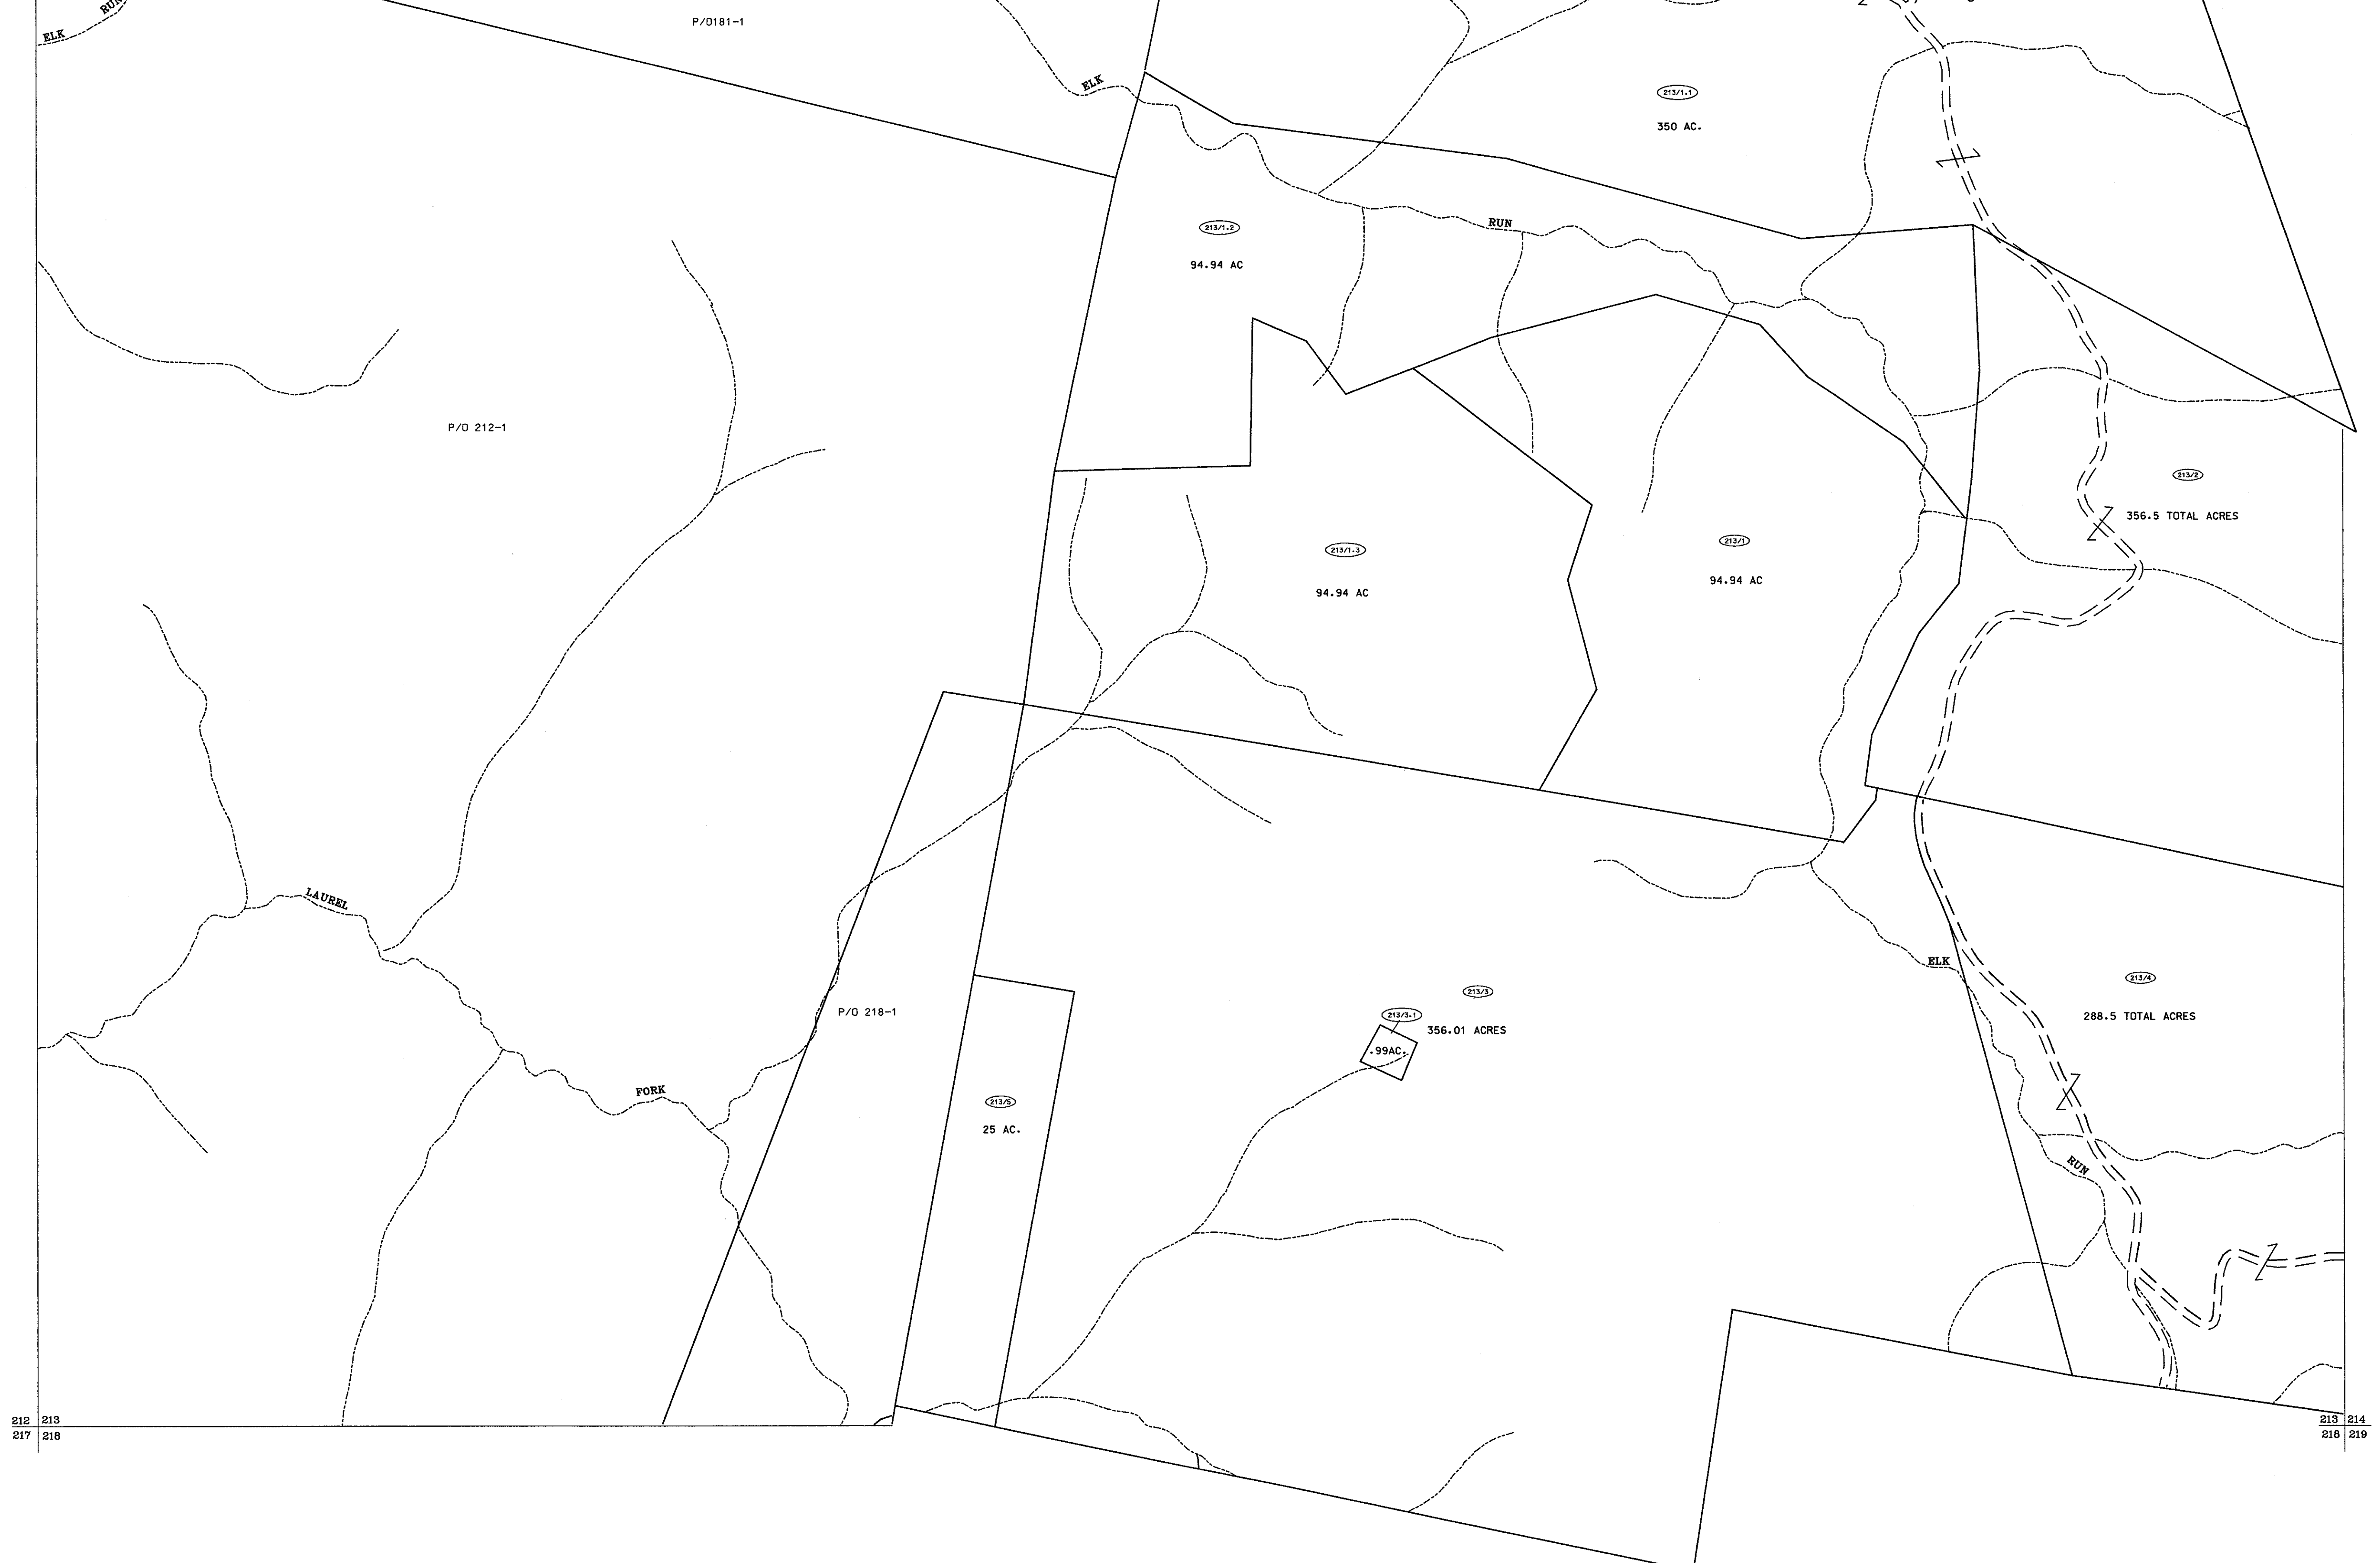 P/O181-1
ELK
RUN
ELK
213/1.1
350 AC.
213/1.2
94.94 AC
RUN
P/O 212-1
213/2
356.5 TOTAL ACRES
213/1.3
94.94 AC
213/1
94.94 AC
LAUREL
ELK
213/4
288.5 TOTAL ACRES
213/3
356.01 ACRES
213/3.1
.99AC.
P/O 218-1
FORK
213/5
25 AC.
RUN
212 213
217 218
213 214
218 219